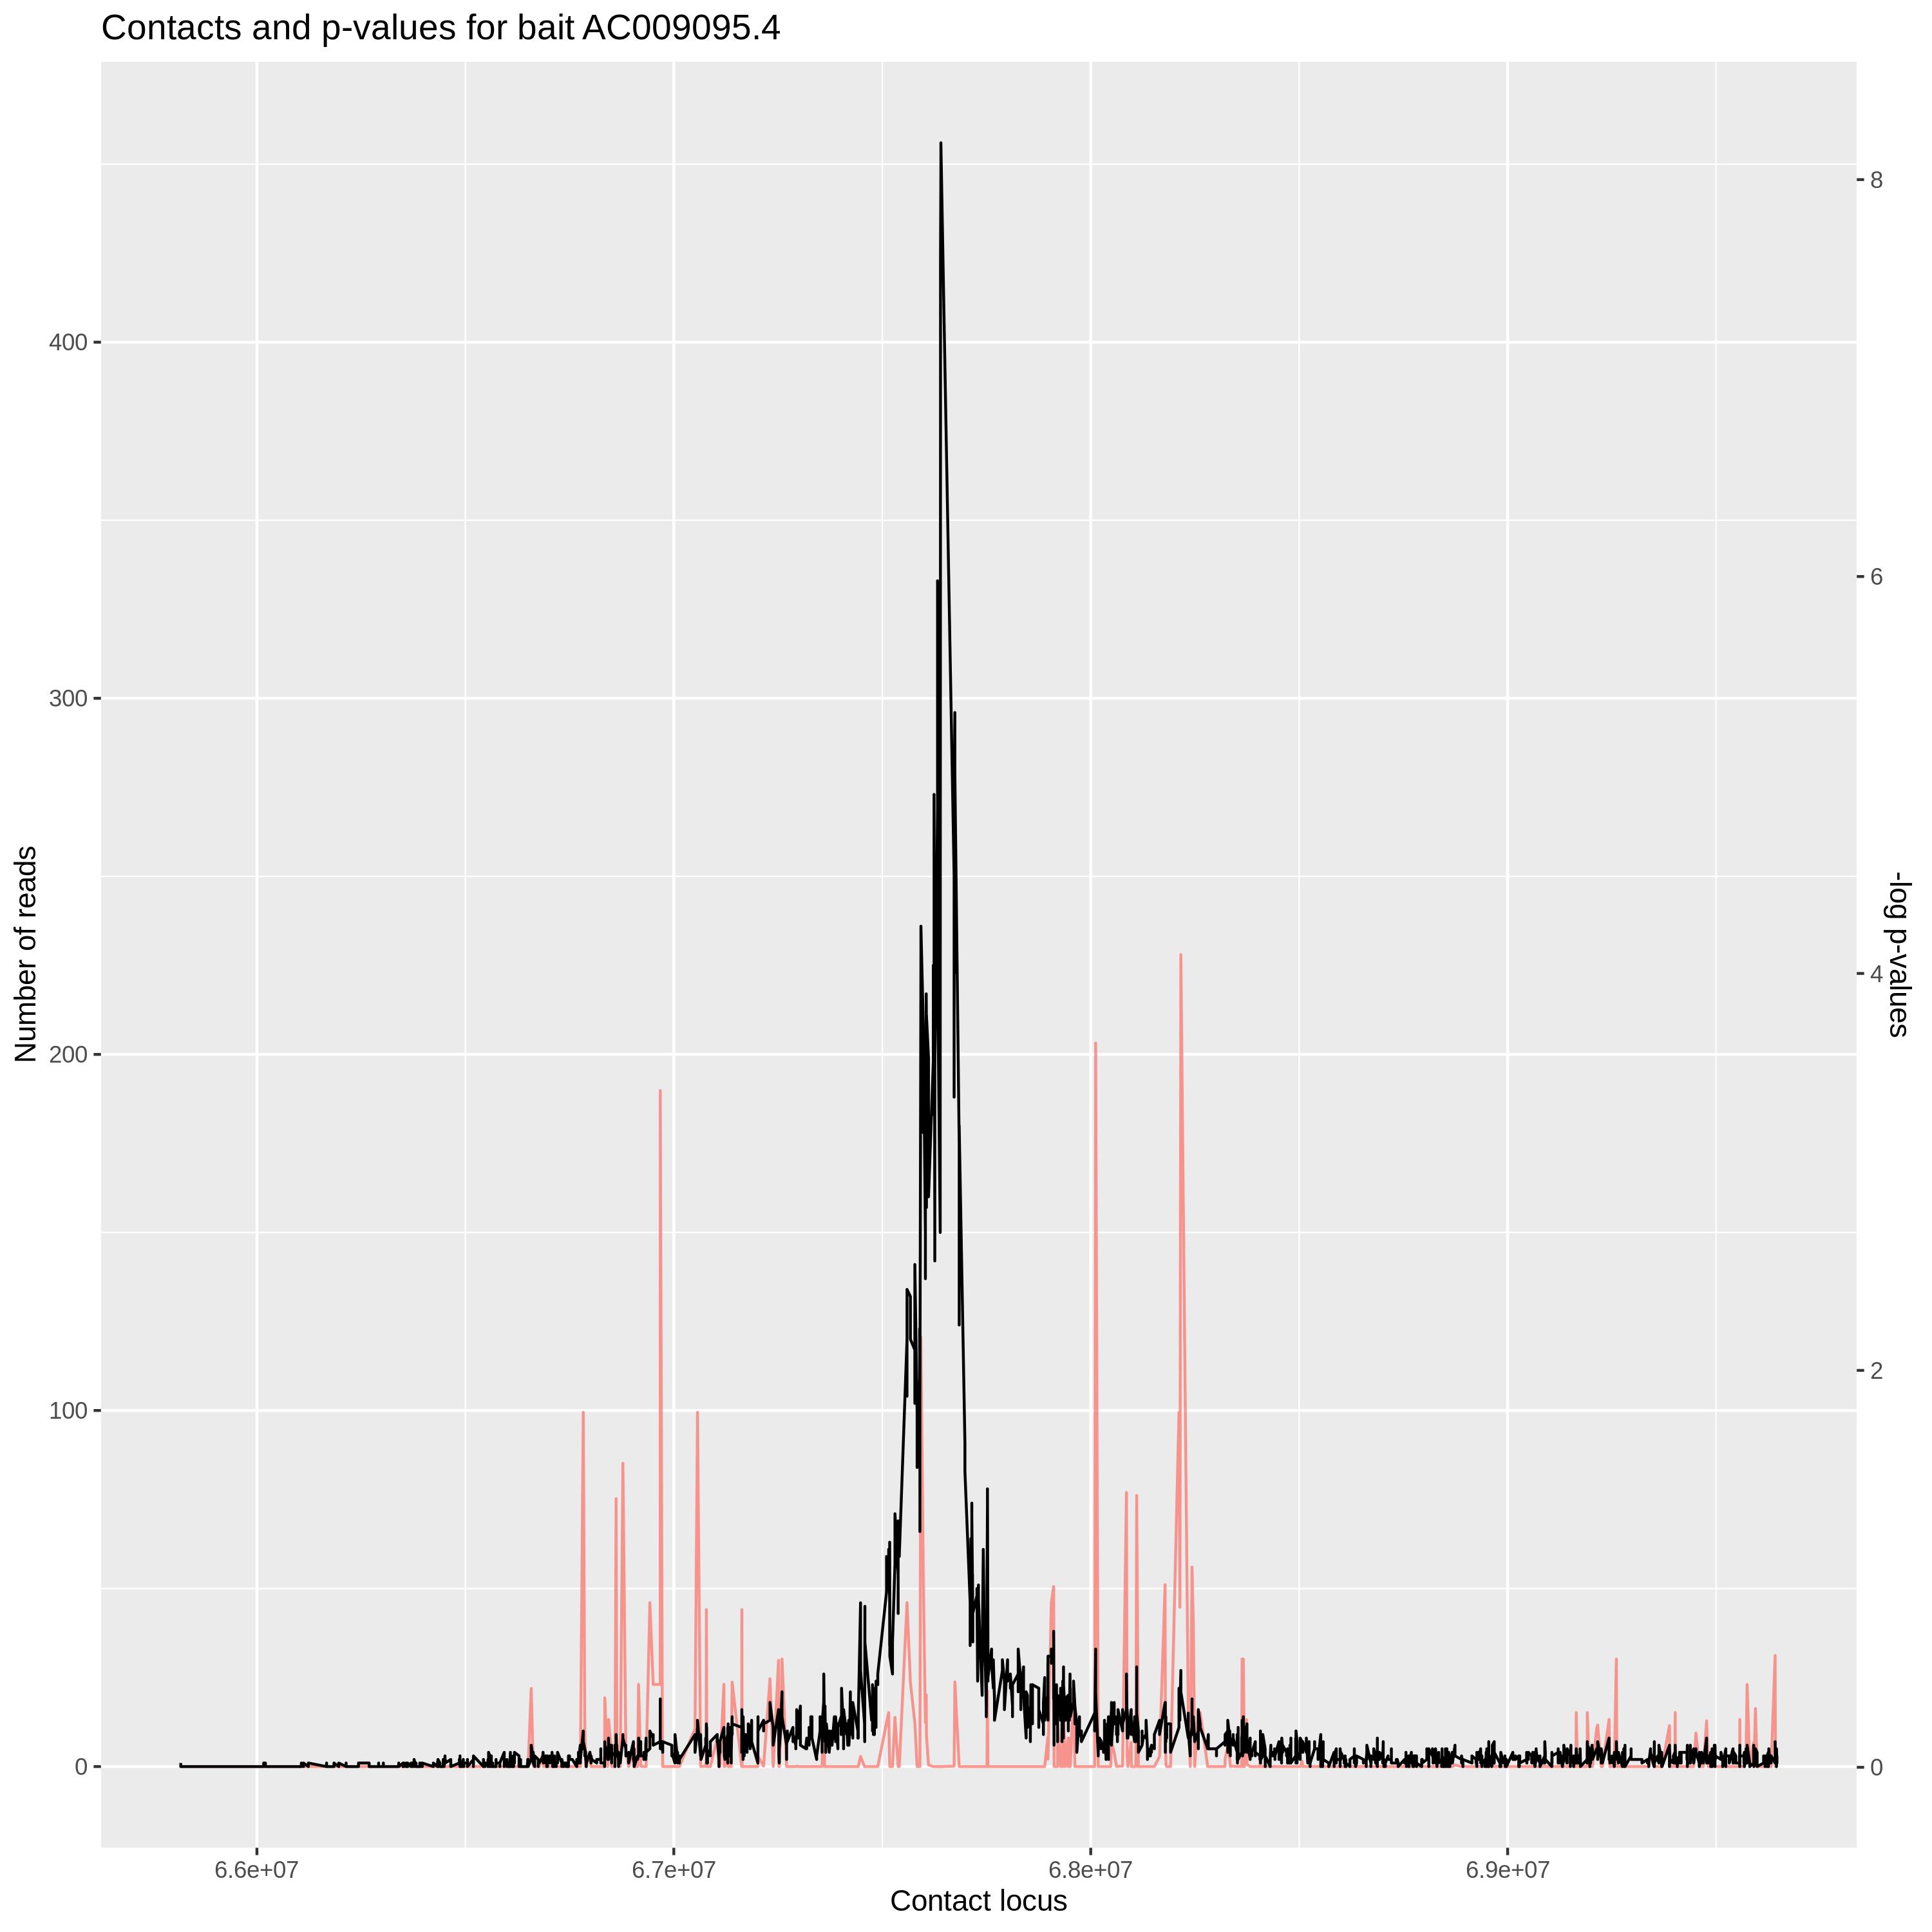 Contacts and p-values for bait AC009095.4
Number of reads
400
300
200
100
0
8
6
4
2
0
-log p-values
6.6e+07
6.7e+07
6.8e+07
6.9e+07
Contact locus